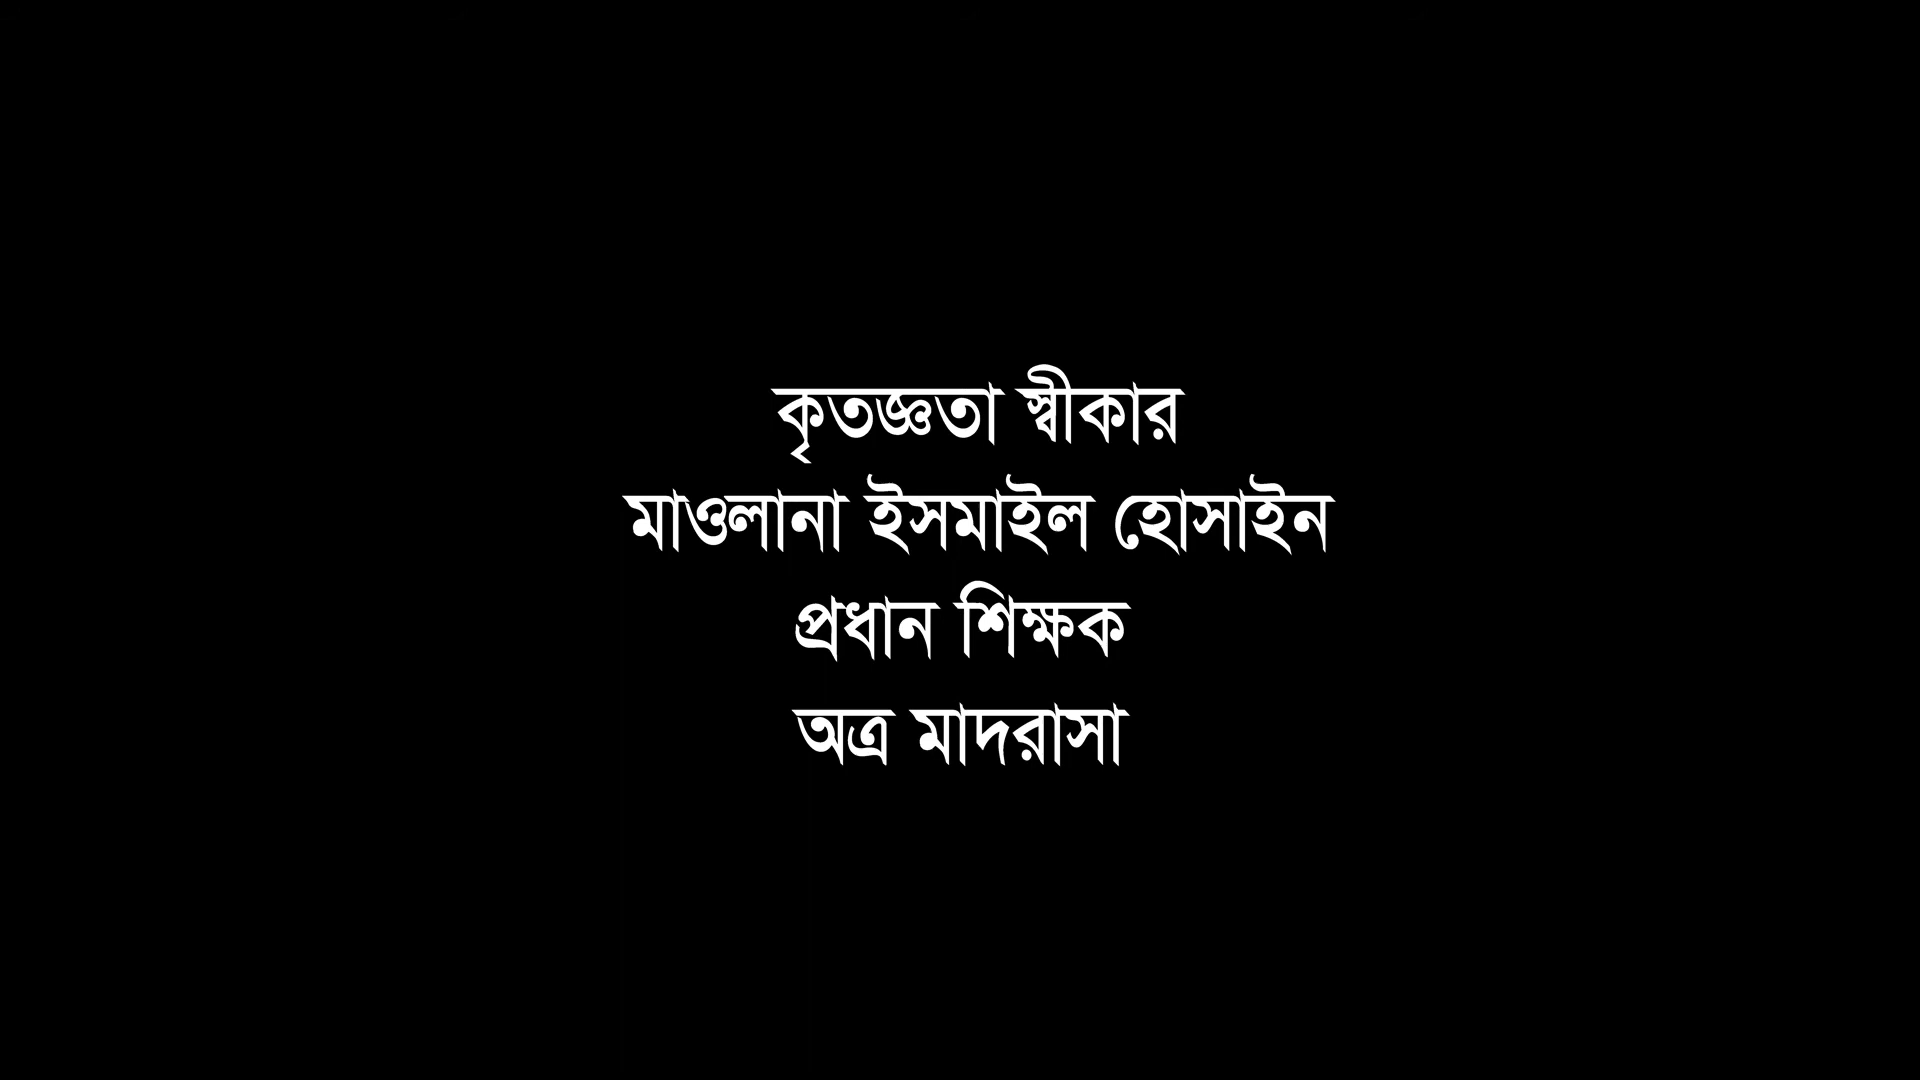 কৃতজ্ঞতা স্বীকার
মাওলানা ইসমাইল হোসাইন
প্রধান শিক্ষক
অত্র মাদরাসা